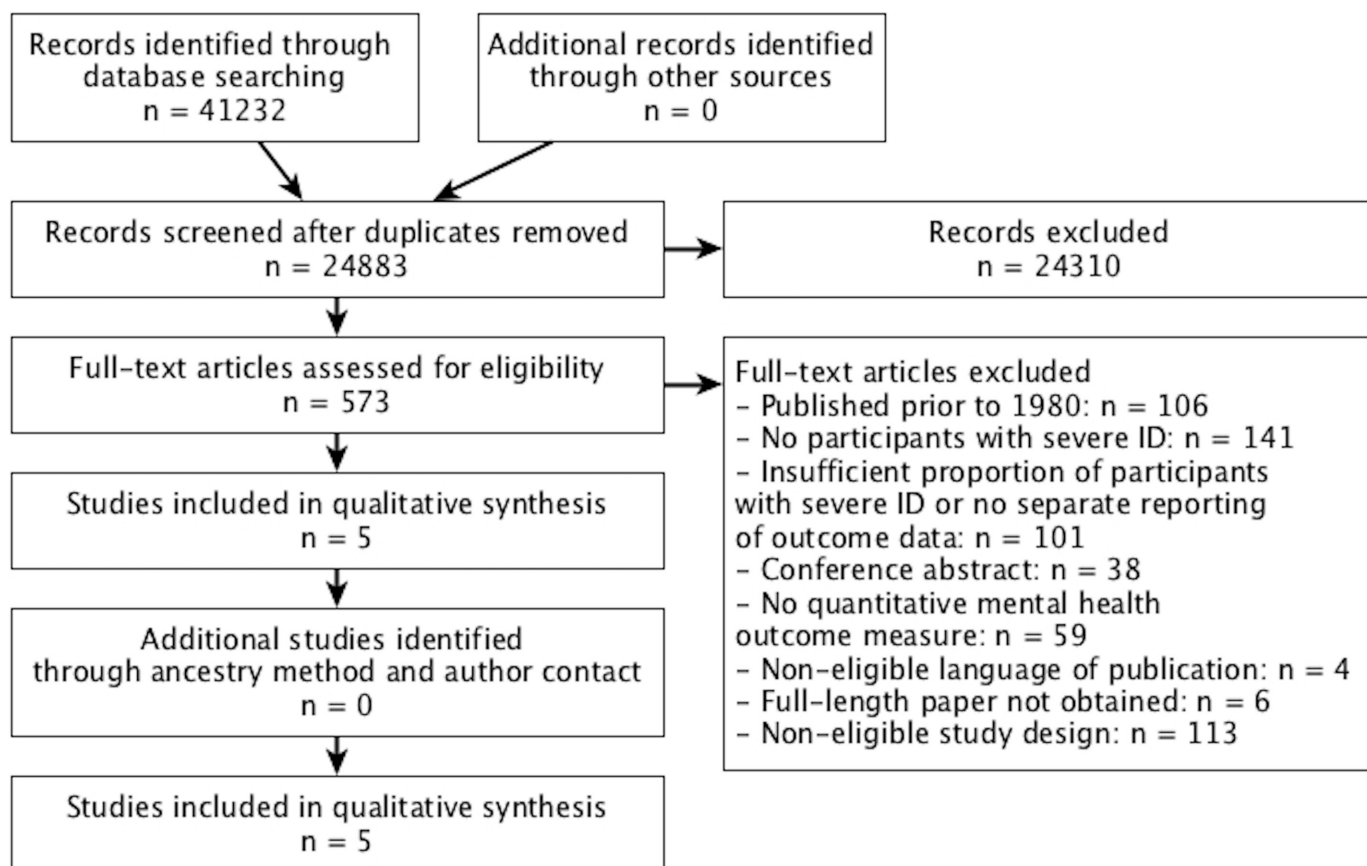 Records identified through
database searching
n = 41232
Additional records identified
through other sources
n = 0
Records screened after duplicates removed
n = 24883
Records excluded
n = 24310
Full-text articles assessed for eligibility
n = 573
Full-text articles excluded
– Published prior to 1980: n = 106
– No participants with severe ID: n = 141
– Insufficient proportion of participants
with severe ID or no separate reporting
of outcome data: n = 101
– Conference abstract: n = 38
– No quantitative mental health
outcome measure: n = 59
– Non-eligible language of publication: n = 4
– Full-length paper not obtained: n = 6
– Non-eligible study design: n = 113
Studies included in qualitative synthesis
n = 5
Additional studies identified
through ancestry method and author contact
n = 0
Studies included in qualitative synthesis
n = 5